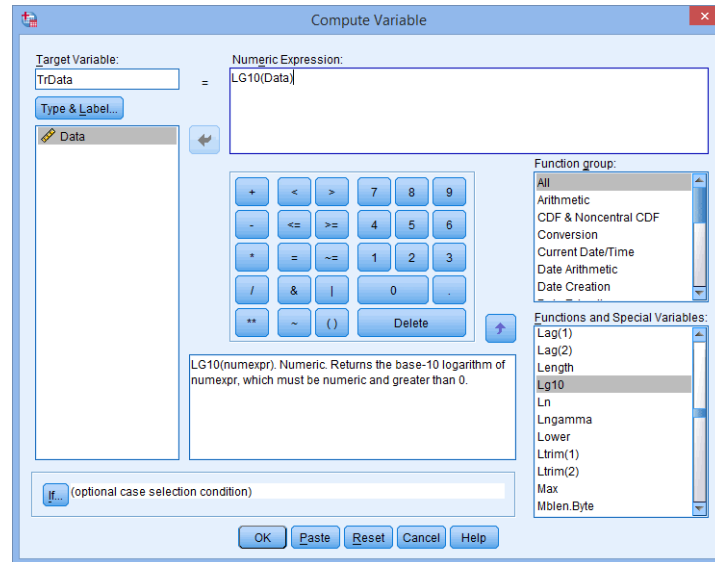 Compute Variable
×
Target Variable:
TrData
=
Numeric Expression:
LG10(Data)
Type & Label...
Data
+ < > 7 8 9
- <= >= 4 5 6
* = ~= 1 2 3
/ & | 0 .
** ~ ( ) Delete
Function group:
All
Arithmetic
CDF & Noncentral CDF
Conversion
Current Date/Time
Date Arithmetic
Date Creation
LG10(numexpr). Numeric. Returns the base-10 logarithm of
numexpr, which must be numeric and greater than 0.
Functions and Special Variables:
Lag(1)
Lag(2)
Length
Lg10
Ln
Lngamma
Lower
Ltrim(1)
Ltrim(2)
Max
Mblen.Byte
If... (optional case selection condition)
OK Paste Reset Cancel Help